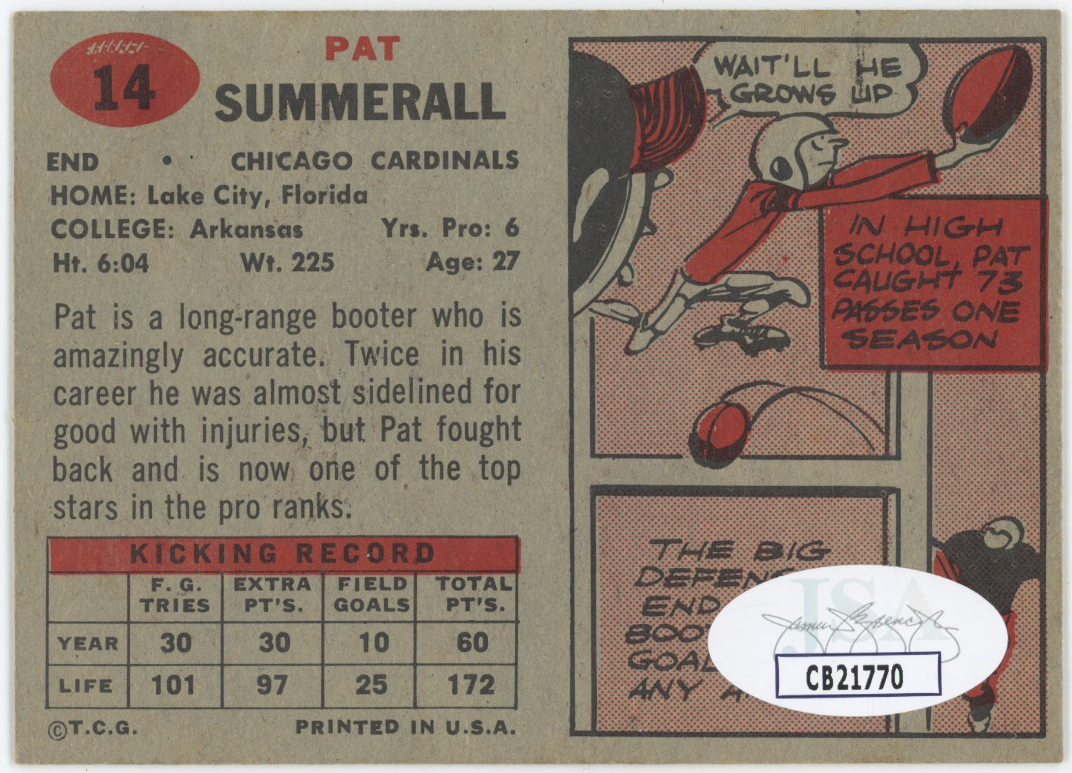 14
PAT
SUMMERALL
END • CHICAGO CARDINALS
HOME: Lake City, Florida
COLLEGE: Arkansas Yrs. Pro: 6
Ht. 6:04 Wt. 225 Age: 27
Pat is a long-range booter who is
amazingly accurate. Twice in his
career he was almost sidelined for
good with injuries, but Pat fought
back and is now one of the top
stars in the pro ranks.
KICKING RECORD
F. G. TRIES EXTRA PT'S. FIELD GOALS TOTAL PT'S.
YEAR 30 30 10 60
LIFE 101 97 25 172
©T.C.G. PRINTED IN U.S.A.
WAIT'LL HE
GROWS UP
IN HIGH
SCHOOL, PAT
CAUGHT 73
PASSES ONE
SEASON
THE BIG
DEFENS
END
BOO
GOAL
ANY A
JSA
CB21770